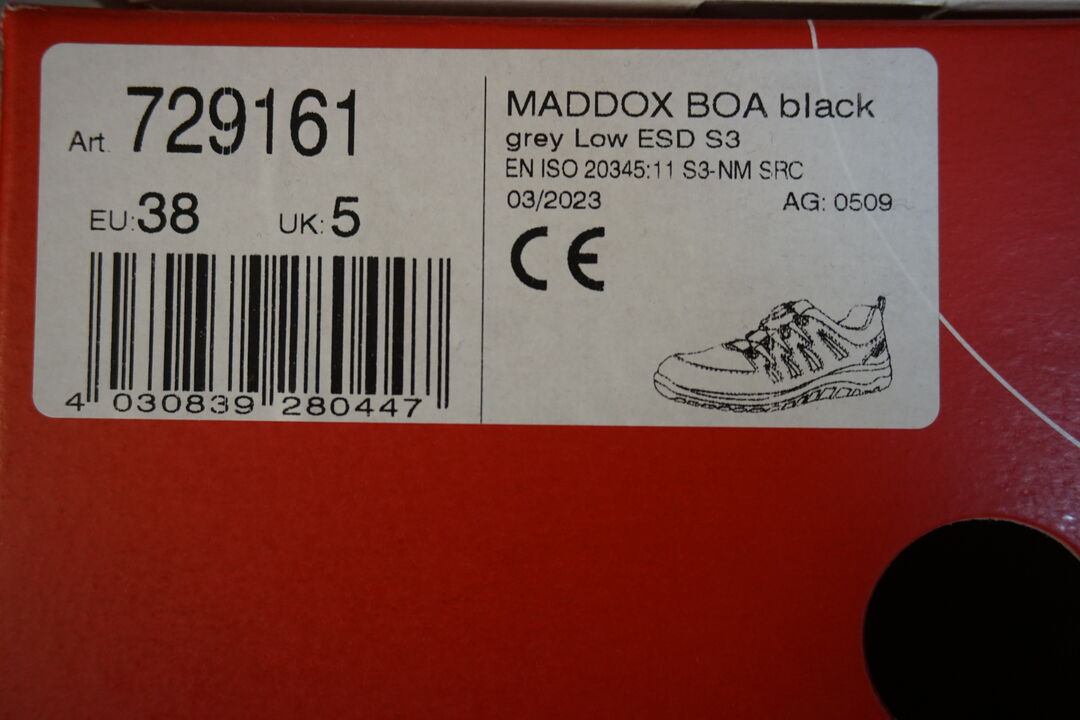 Art. 729161
EU:38 UK:5
4 030839 280447
MADDOX BOA black
grey Low ESD S3
EN ISO 20345:11 S3-NM SRC
03/2023 AG: 0509
CE